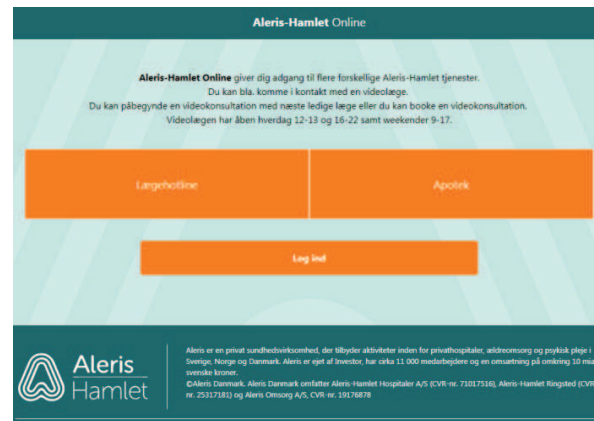 Aleris-Hamlet Online
Aleris-Hamlet Online giver dig adgang til flere forskellige Aleris-Hamlet tjenester.
Du kan bla. komme i kontakt med en videolæge.
Du kan påbegynde en videokonsultation med næste ledige læge eller du kan booke en videokonsultation.
Videolægen har åben hverdag 12-13 og 16-22 samt weekender 9-17.
Lægehotline
Apotek
Log ind
Aleris
Hamlet
Aleris er en privat sundhedsvirksomhed, der tilbyder aktiviteter inden for privathospitaler, ældreomsorg og psykisk pleje i
Sverige, Norge og Danmark. Aleris er ejet af Investor, har cirka 11 000 medarbejdere og en omsætning på omkring 10 mia
svenske kroner.
©Aleris Danmark. Aleris Danmark omfatter Aleris-Hamlet Hospitaler A/S (CVR-nr. 71017516), Aleris-Hamlet Ringsted (CVR
nr. 25317181) og Aleris Omsorg A/S, CVR-nr. 19176878